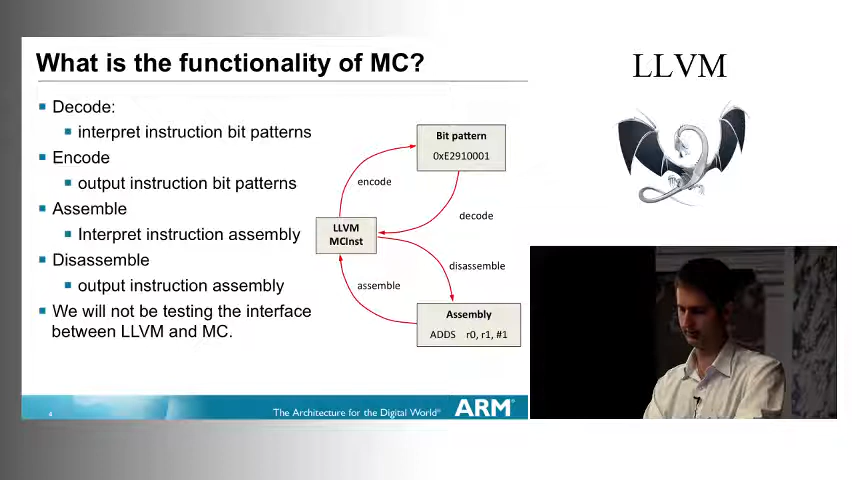 What is the functionality of MC?
Decode:
interpret instruction bit patterns
Encode
output instruction bit patterns
Assemble
Interpret instruction assembly
Disassemble
output instruction assembly
We will not be testing the interface
between LLVM and MC.
Bit pattern
0xE2910001
encode
decode
LLVM
MCInst
disassemble
assemble
Assembly
ADDS r0, r1, #1
4
The Architecture for the Digital World®
ARM®
LLVM